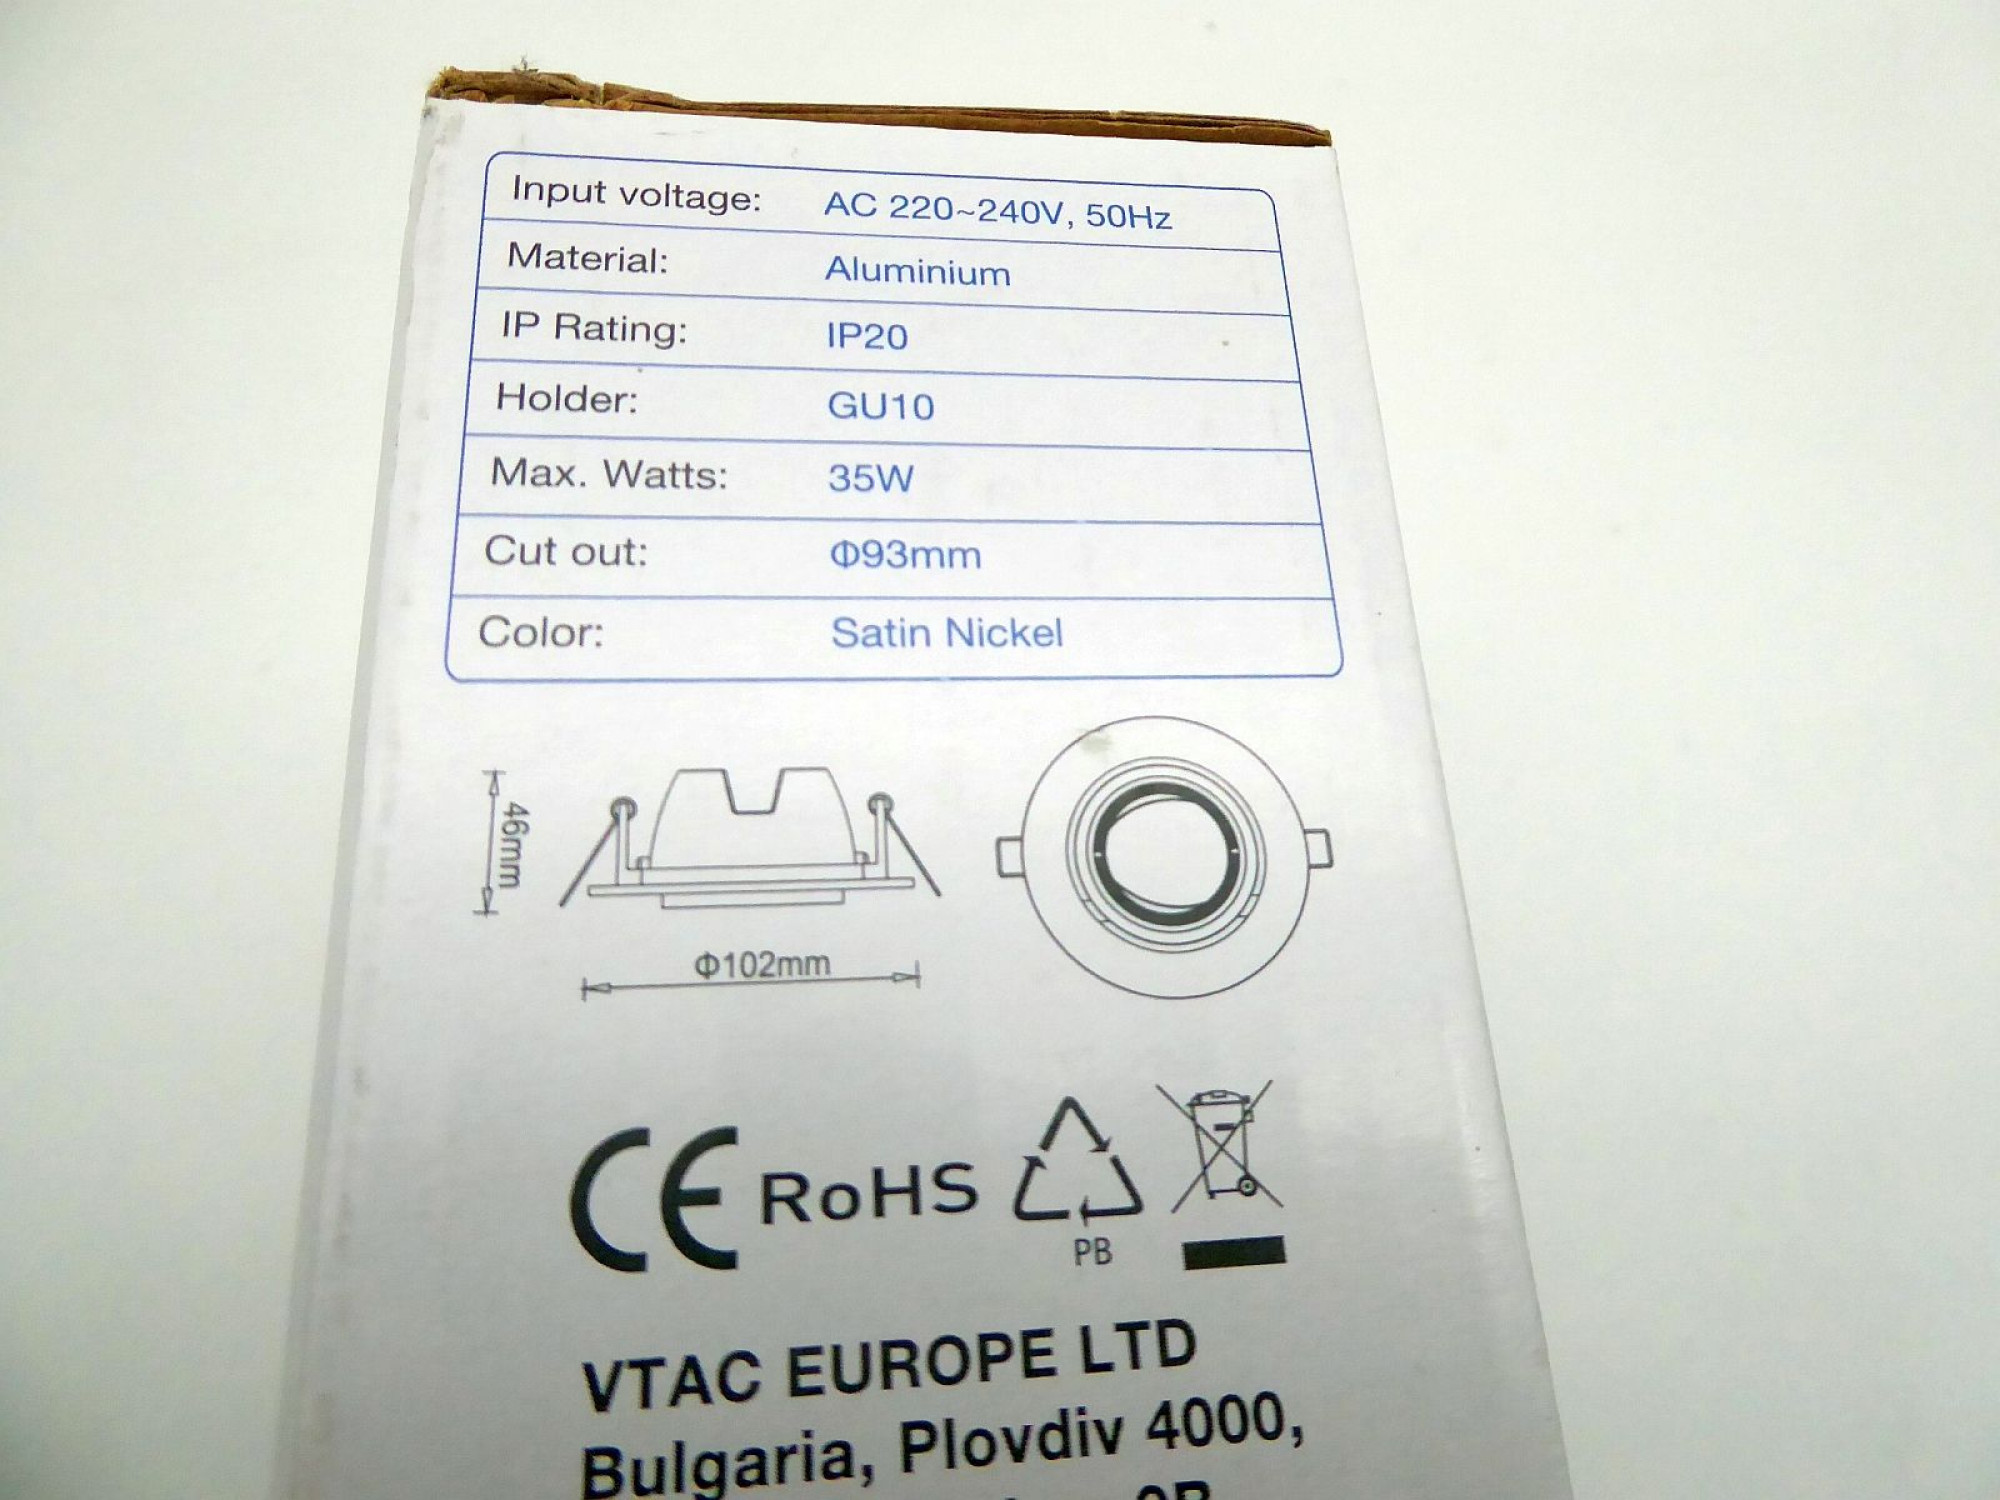 Input voltage: AC 220~240V, 50Hz
Material: Aluminium
IP Rating: IP20
Holder: GU10
Max. Watts: 35W
Cut out: Φ93mm
Color: Satin Nickel
46mm
Φ102mm
CE RoHS
PB
VTAC EUROPE LTD
Bulgaria, Plovdiv 4000,